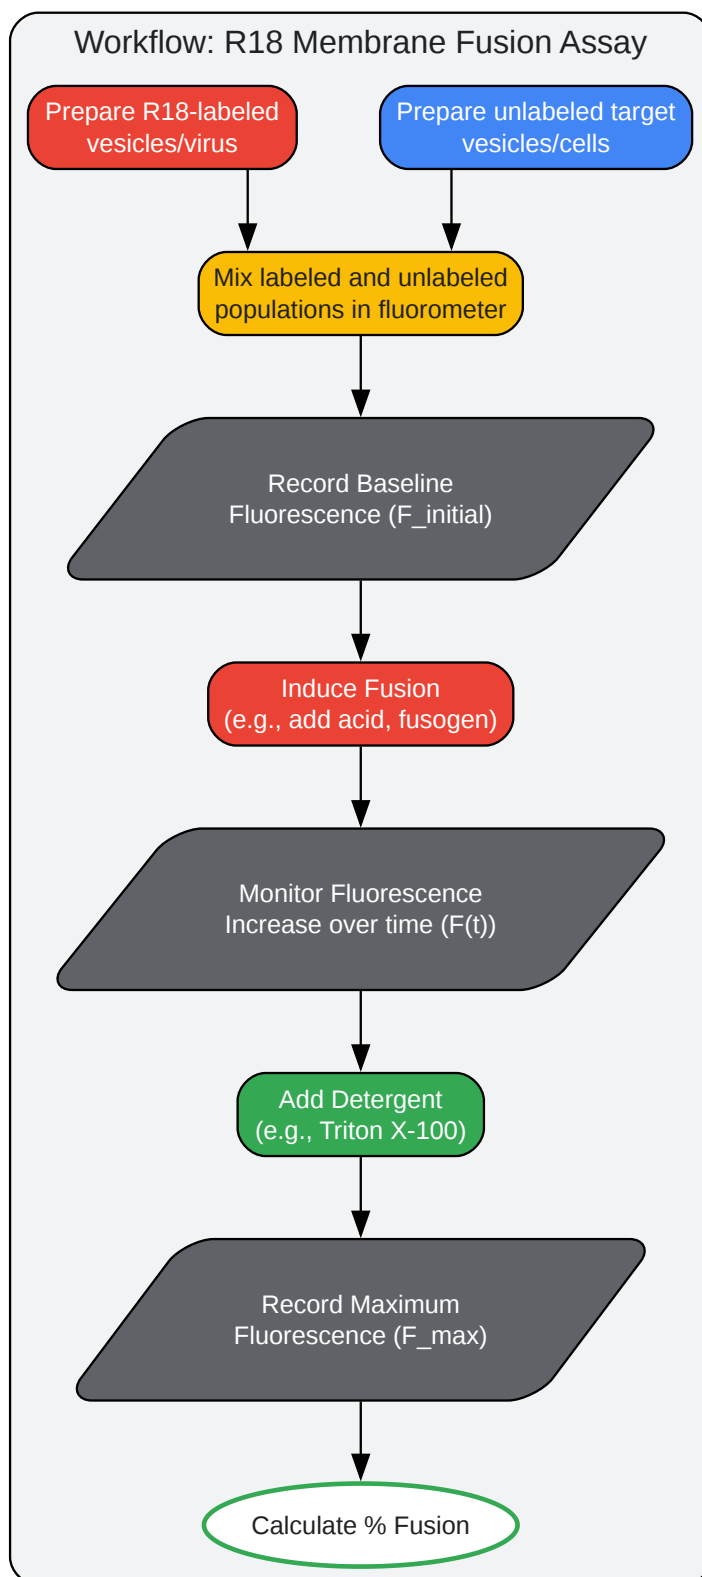 Workflow: R18 Membrane Fusion Assay
Prepare R18-labeled
vesicles/virus
Prepare unlabeled target
vesicles/cells
Mix labeled and unlabeled
populations in fluorometer
Record Baseline
Fluorescence (F_initial)
Induce Fusion
(e.g., add acid, fusogen)
Monitor Fluorescence
Increase over time (F(t))
Add Detergent
(e.g., Triton X-100)
Record Maximum
Fluorescence (F_max)
Calculate % Fusion